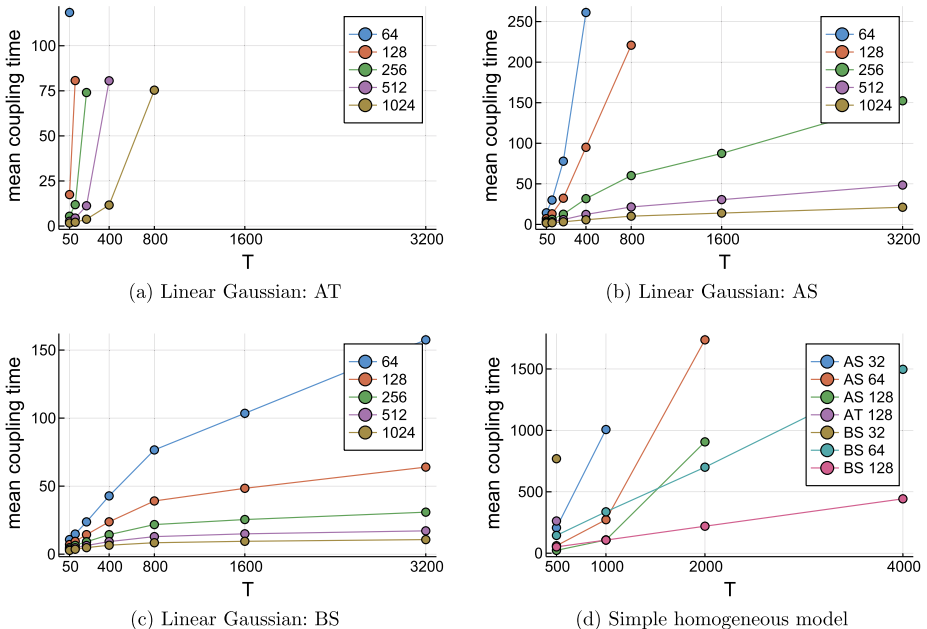 mean coupling time
100
75
50
25
0
50 400 800 1600 3200
T
64
128
256
512
1024
(a) Linear Gaussian: AT
mean coupling time
250
200
150
100
50
0
50 400 800 1600 3200
T
64
128
256
512
1024
(b) Linear Gaussian: AS
mean coupling time
150
100
50
0
50 400 800 1600 3200
T
64
128
256
512
1024
(c) Linear Gaussian: BS
mean coupling time
1500
1000
500
0
500 1000 2000 4000
T
AS 32
AS 64
AS 128
AT 128
BS 32
BS 64
BS 128
(d) Simple homogeneous model